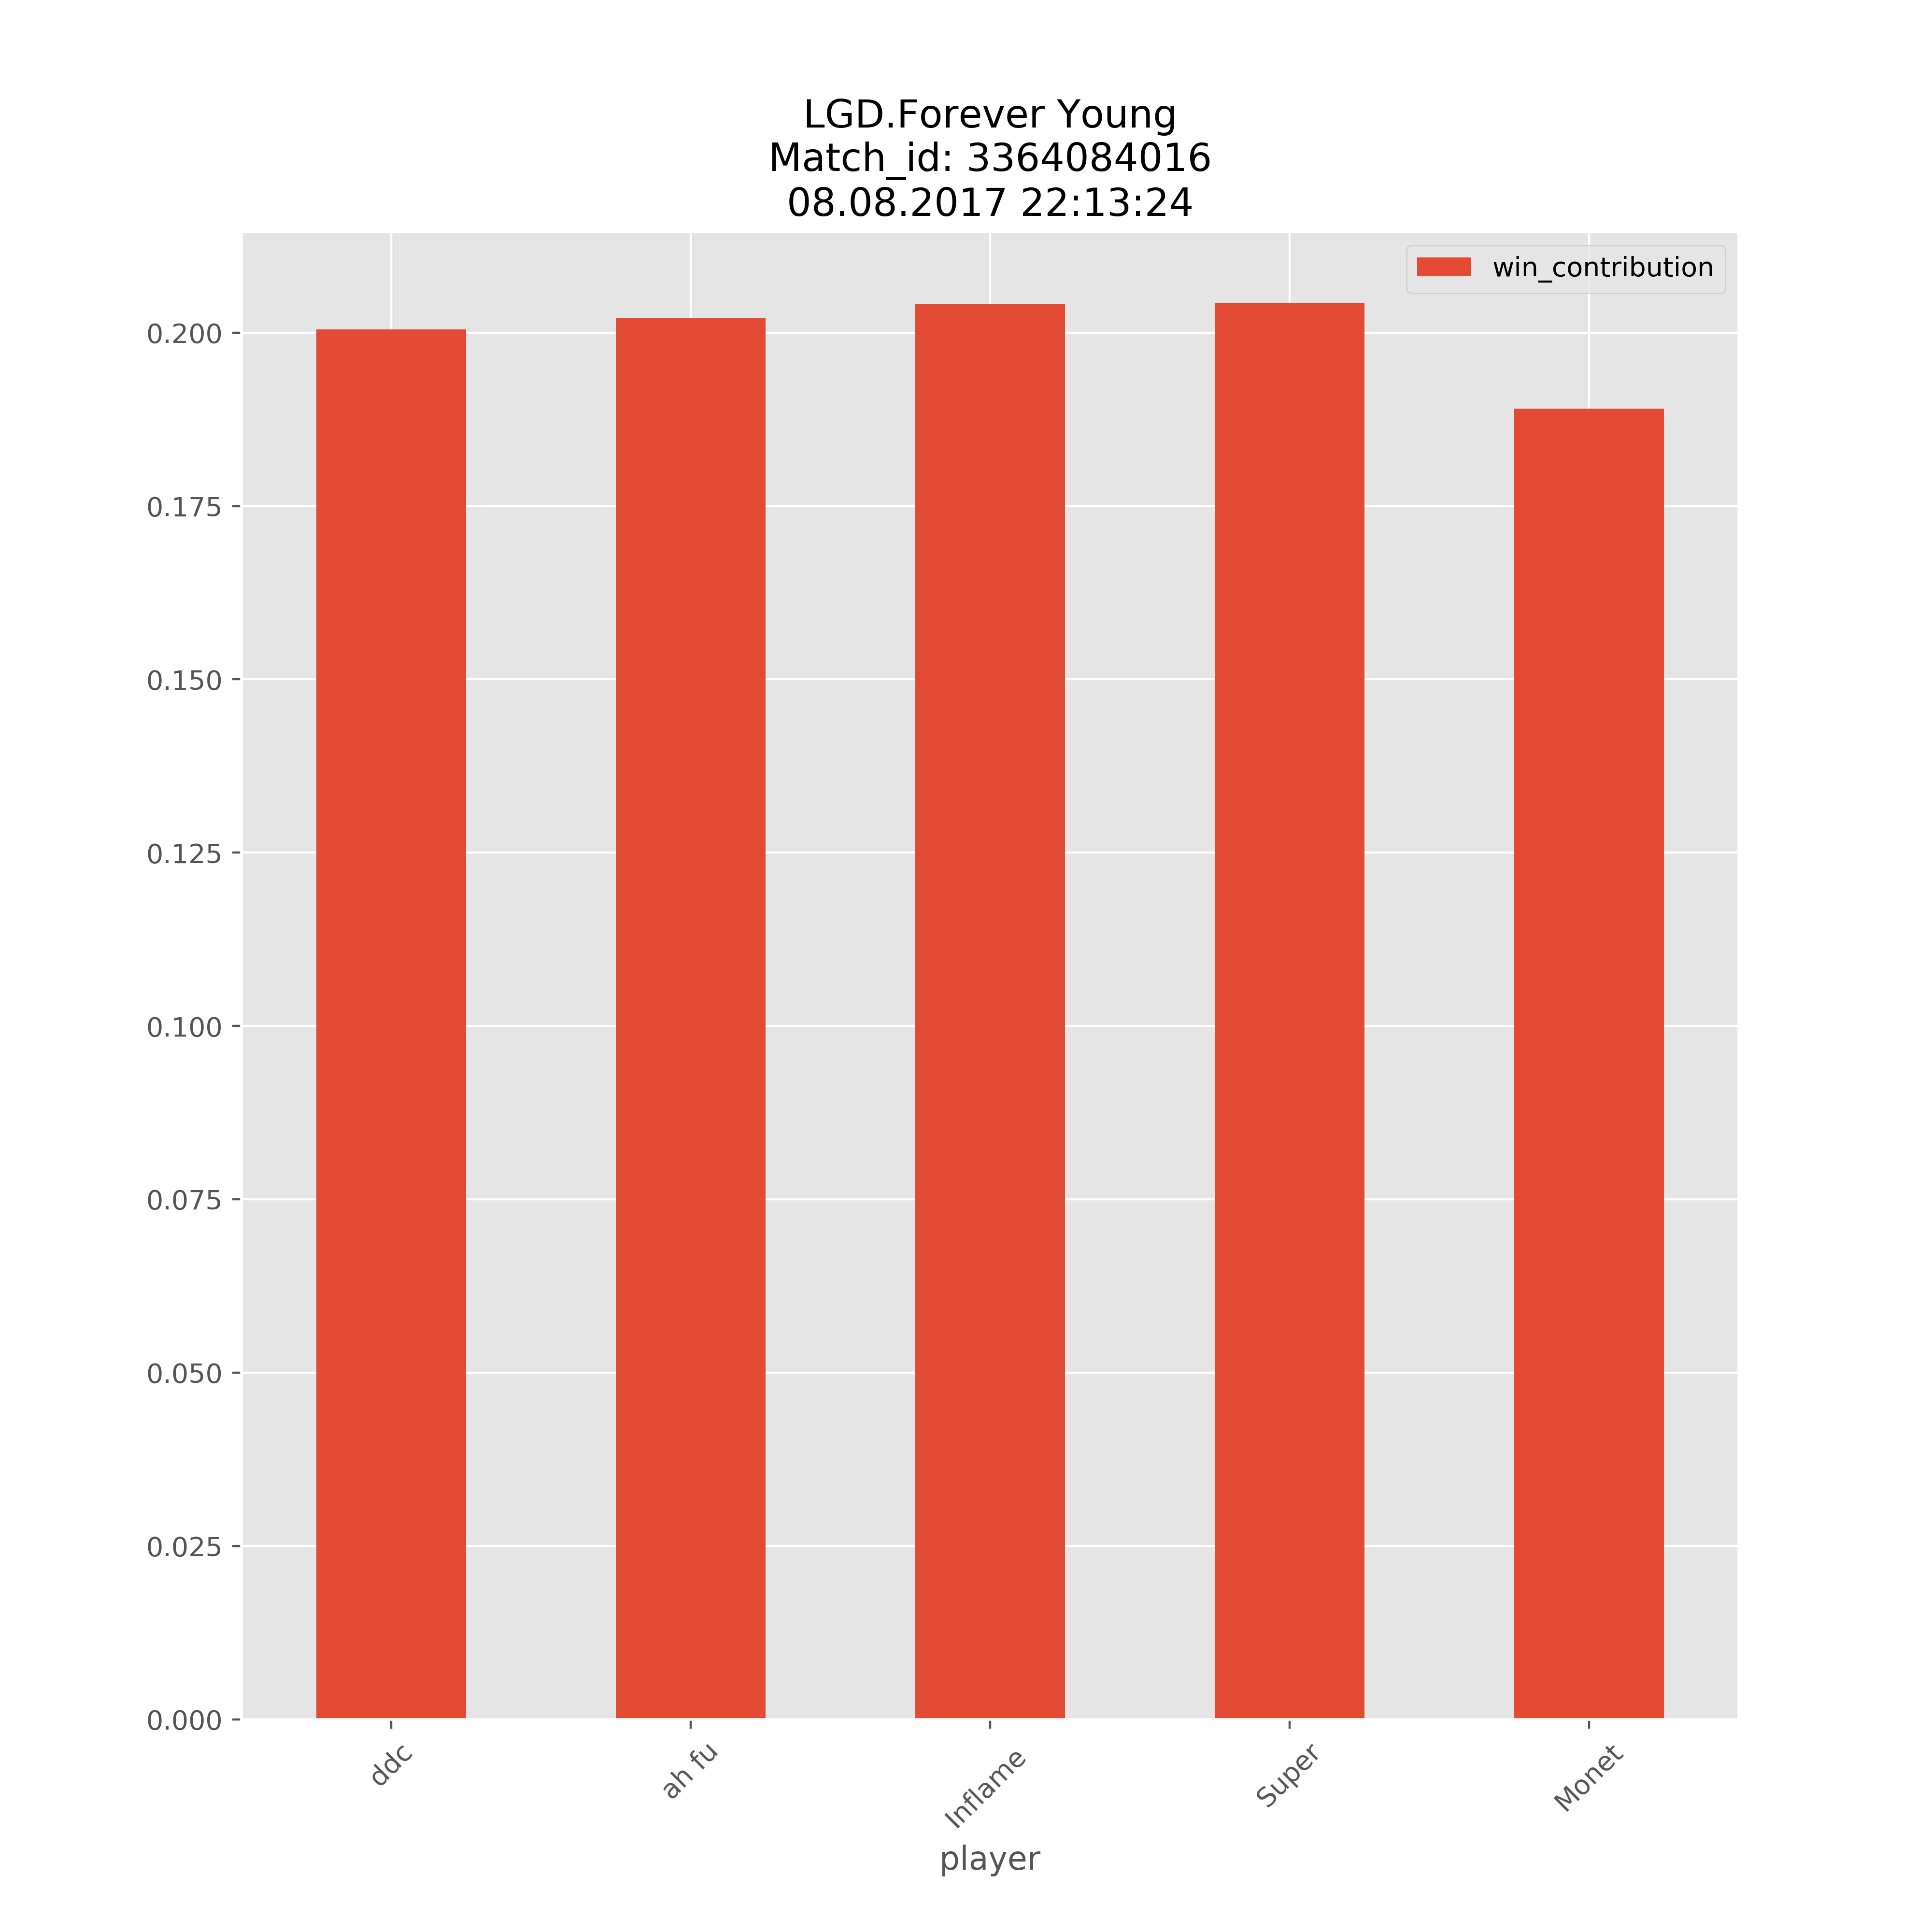 LGD.Forever Young
Match_id: 3364084016
08.08.2017 22:13:24
win_contribution
0.200
0.175
0.150
0.125
0.100
0.075
0.050
0.025
0.000
ddc
ah fu
Inflame
Super
Monet
player